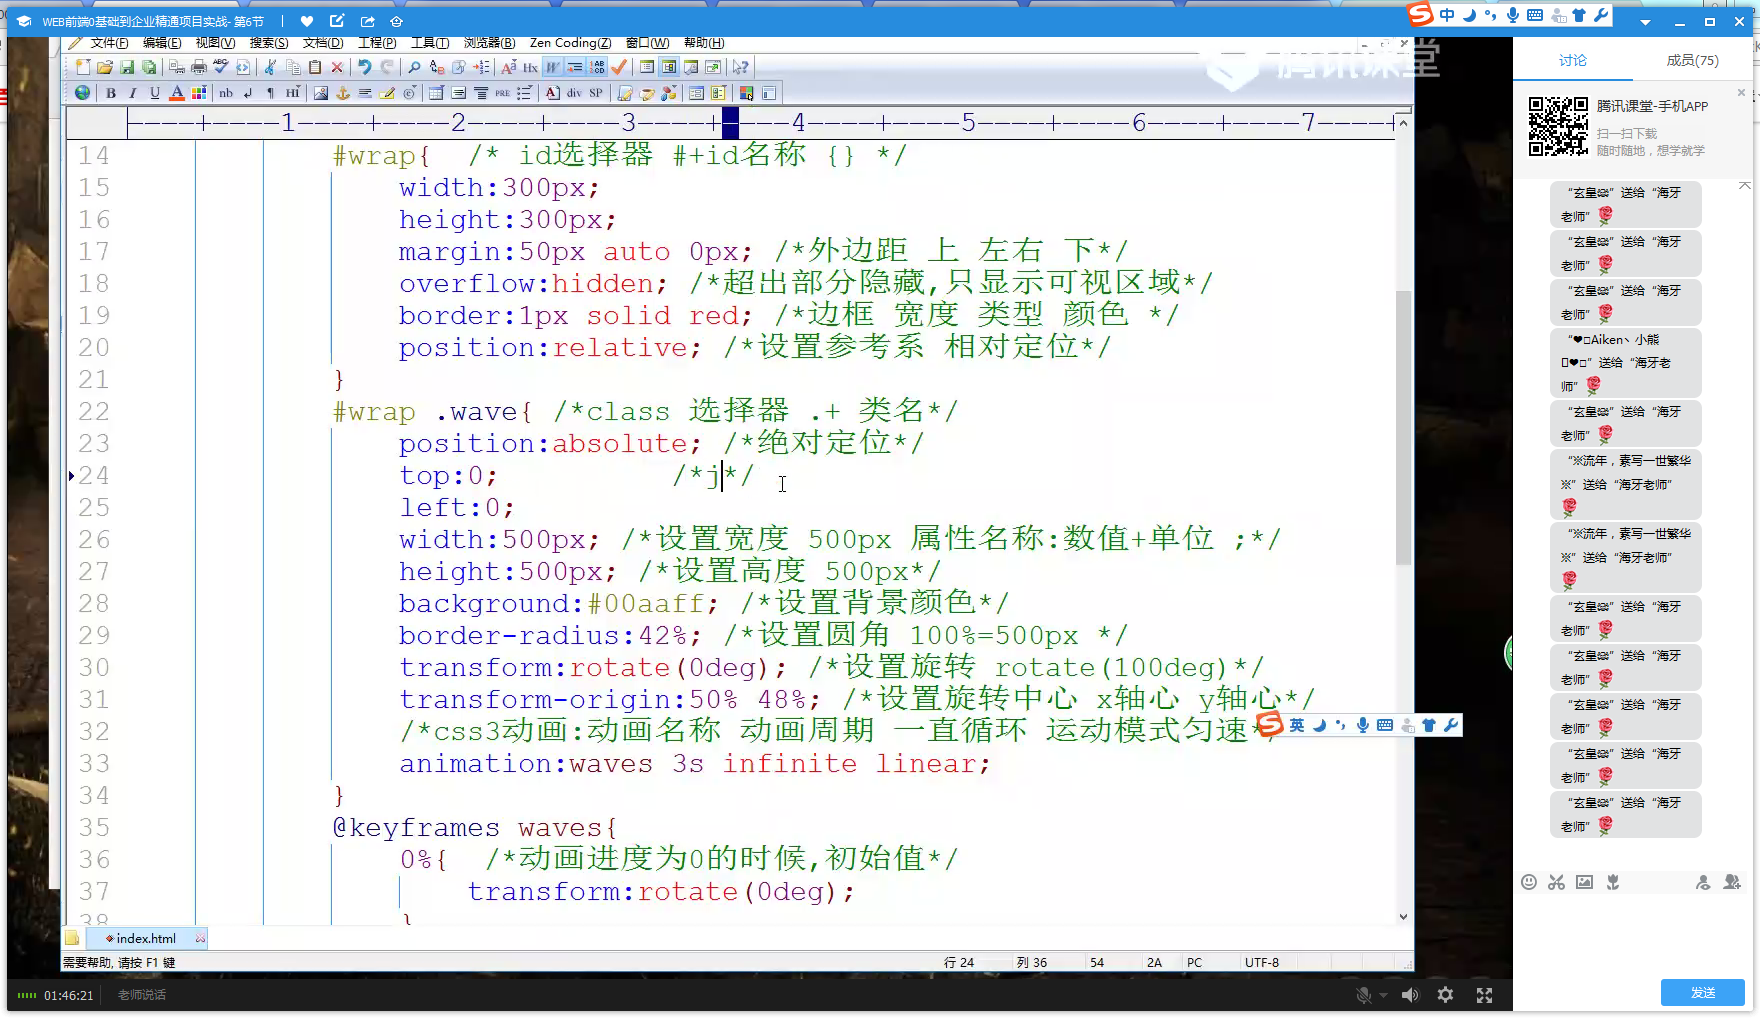 WEB前端0基础到企业精通项目实战- 第6节
中
文件(F) 编辑(E) 视图(V) 搜索(S) 文档(D) 工程(P) 工具(T) 浏览器(B) Zen Coding(Z) 窗口(W) 帮助(H)
腾讯课堂
B I U A nb ¶ HI PRE A div SP
----+----1----+----2----+----3----+----4----+----5----+----6----+----7----+
14 #wrap{ /* id选择器 #+id名称 {} */
15 width:300px;
16 height:300px;
17 margin:50px auto 0px; /*外边距 上 左右 下*/
18 overflow:hidden; /*超出部分隐藏,只显示可视区域*/
19 border:1px solid red; /*边框 宽度 类型 颜色 */
20 position:relative; /*设置参考系 相对定位*/
21 }
22 #wrap .wave{ /*class 选择器 .+ 类名*/
23 position:absolute; /*绝对定位*/
24 top:0; /*j*/
25 left:0;
26 width:500px; /*设置宽度 500px 属性名称:数值+单位 ;*/
27 height:500px; /*设置高度 500px*/
28 background:#00aaff; /*设置背景颜色*/
29 border-radius:42%; /*设置圆角 100%=500px */
30 transform:rotate(0deg); /*设置旋转 rotate(100deg)*/
31 transform-origin:50% 48%; /*设置旋转中心 x轴心 y轴心*/
32 /*css3动画:动画名称 动画周期 一直循环 运动模式匀速*/
英
33 animation:waves 3s infinite linear;
34 }
35 @keyframes waves{
36 0%{ /*动画进度为0的时候,初始值*/
37 transform:rotate(0deg);
38 }
index.html
需要帮助, 请按 F1 键
行 24 列 36 54 2A PC UTF-8
01:46:21 老师说话
讨论 成员(75)
腾讯课堂-手机APP
扫一扫下载
随时随地，想学就学
“玄皇” 送给 “海牙
老师”
“玄皇” 送给 “海牙
老师”
“玄皇” 送给 “海牙
老师”
“❤Aiken丶小熊
❤” 送给 “海牙老
师”
“玄皇” 送给 “海牙
老师”
“※流年，素写一世繁华
※” 送给 “海牙老师”
“※流年，素写一世繁华
※” 送给 “海牙老师”
“玄皇” 送给 “海牙
老师”
“玄皇” 送给 “海牙
老师”
“玄皇” 送给 “海牙
老师”
“玄皇” 送给 “海牙
老师”
“玄皇” 送给 “海牙
老师”
发送